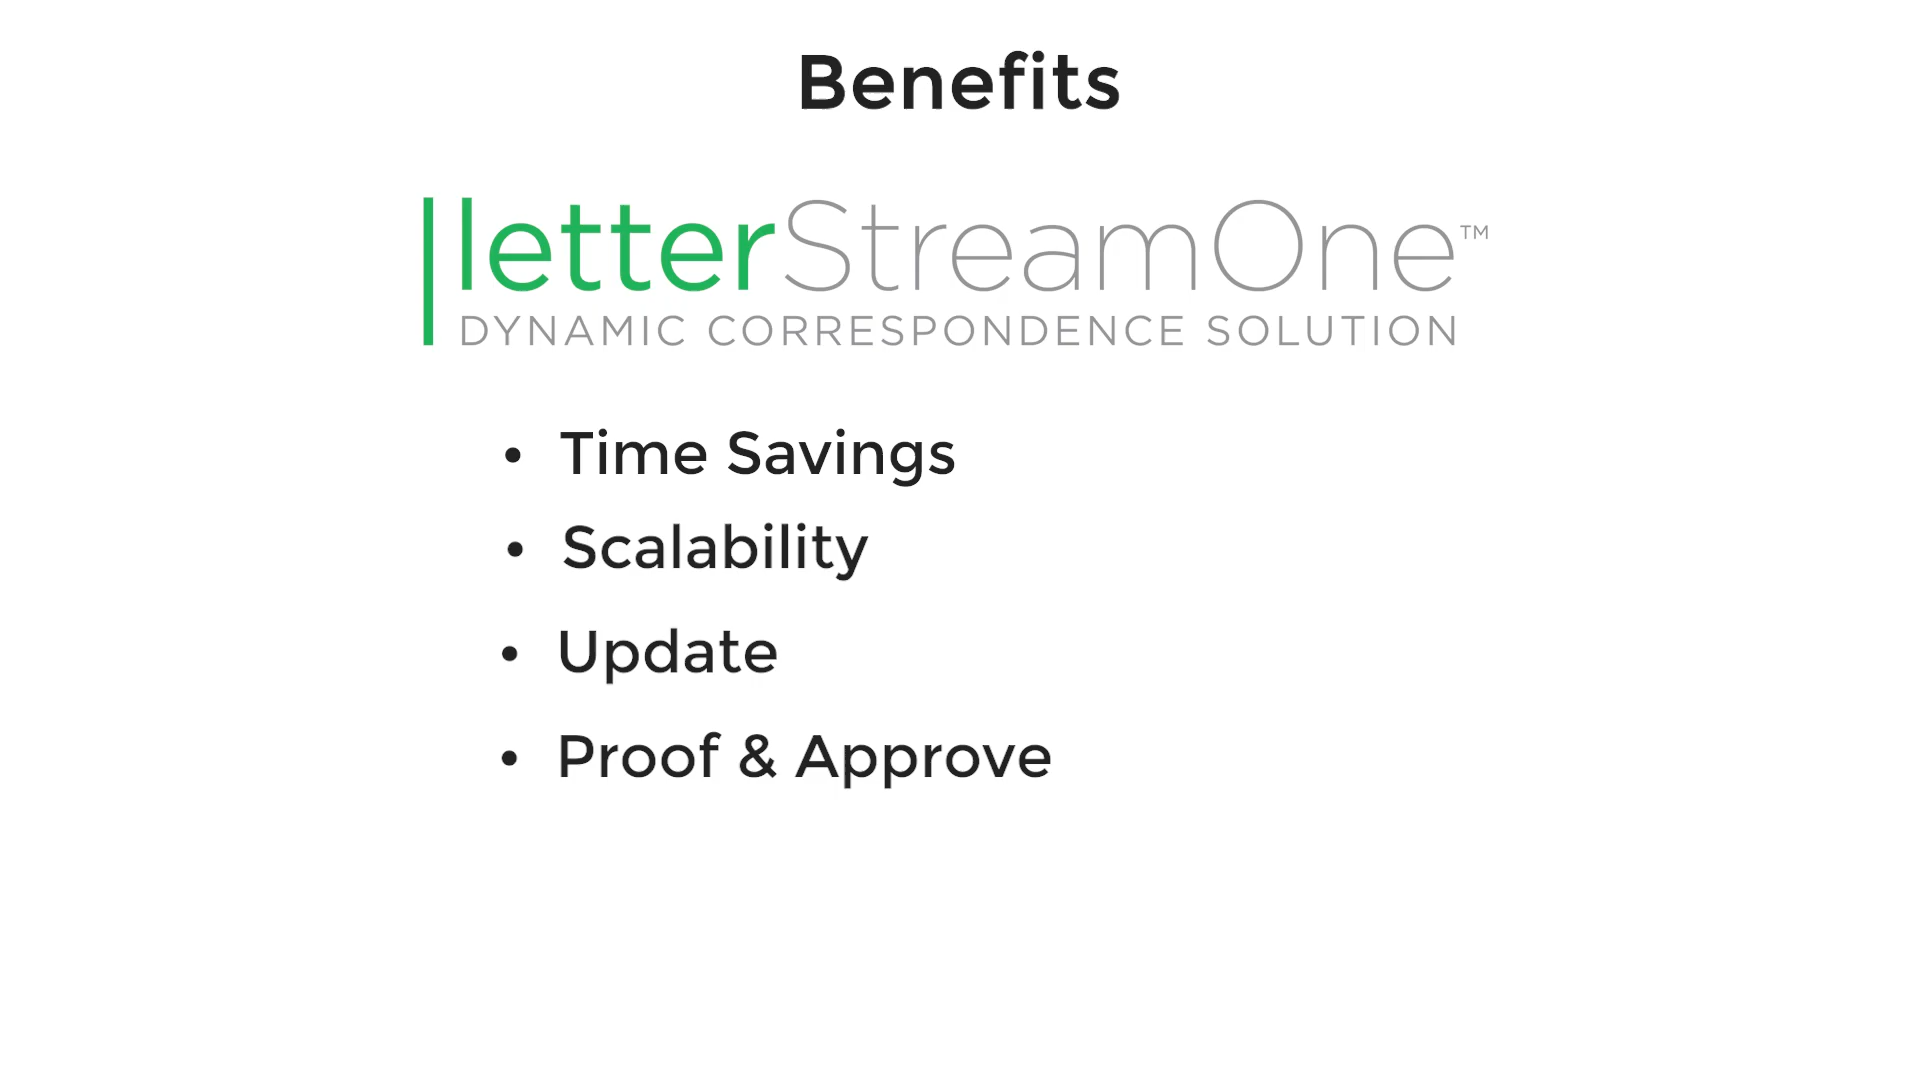 Benefits
letterStreamOne™
DYNAMIC CORRESPONDENCE SOLUTION
• Time Savings
• Scalability
• Update
• Proof & Approve